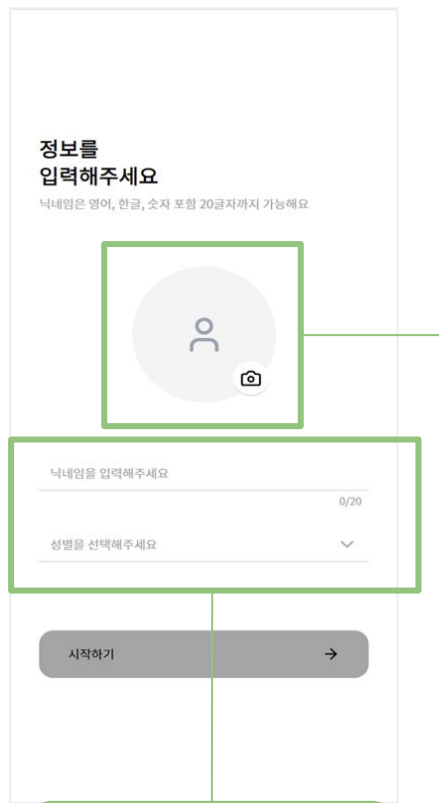 정보를
입력해주세요
닉네임은 영어, 한글, 숫자 포함 20글자까지 가능해요
닉네임을 입력해주세요
0/20
성별을 선택해주세요
시작하기